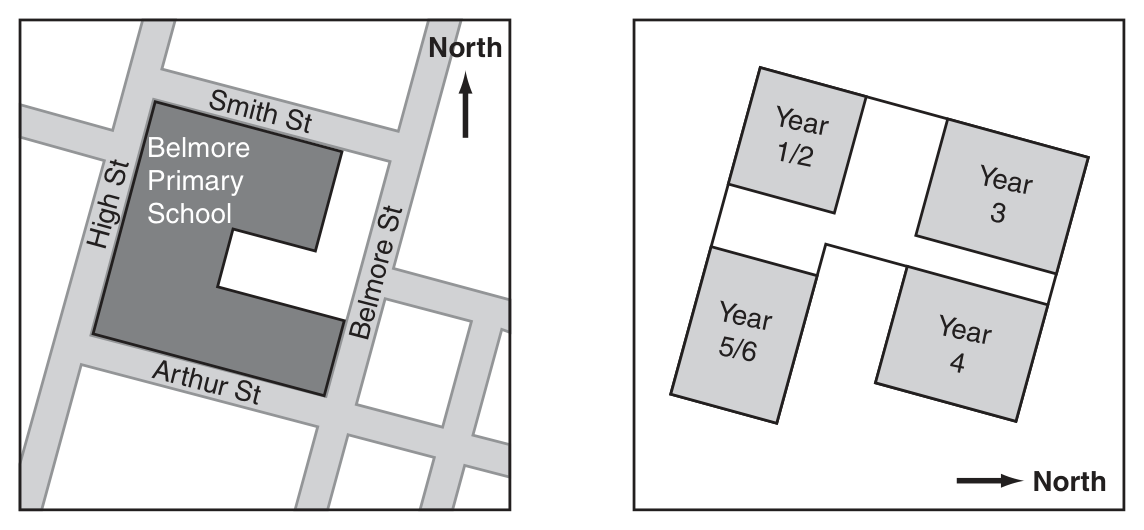 North
Smith St
Belmore
Primary
School
High St
Belmore St
Arthur St
Year
1/2
Year
3
Year
5/6
Year
4
North